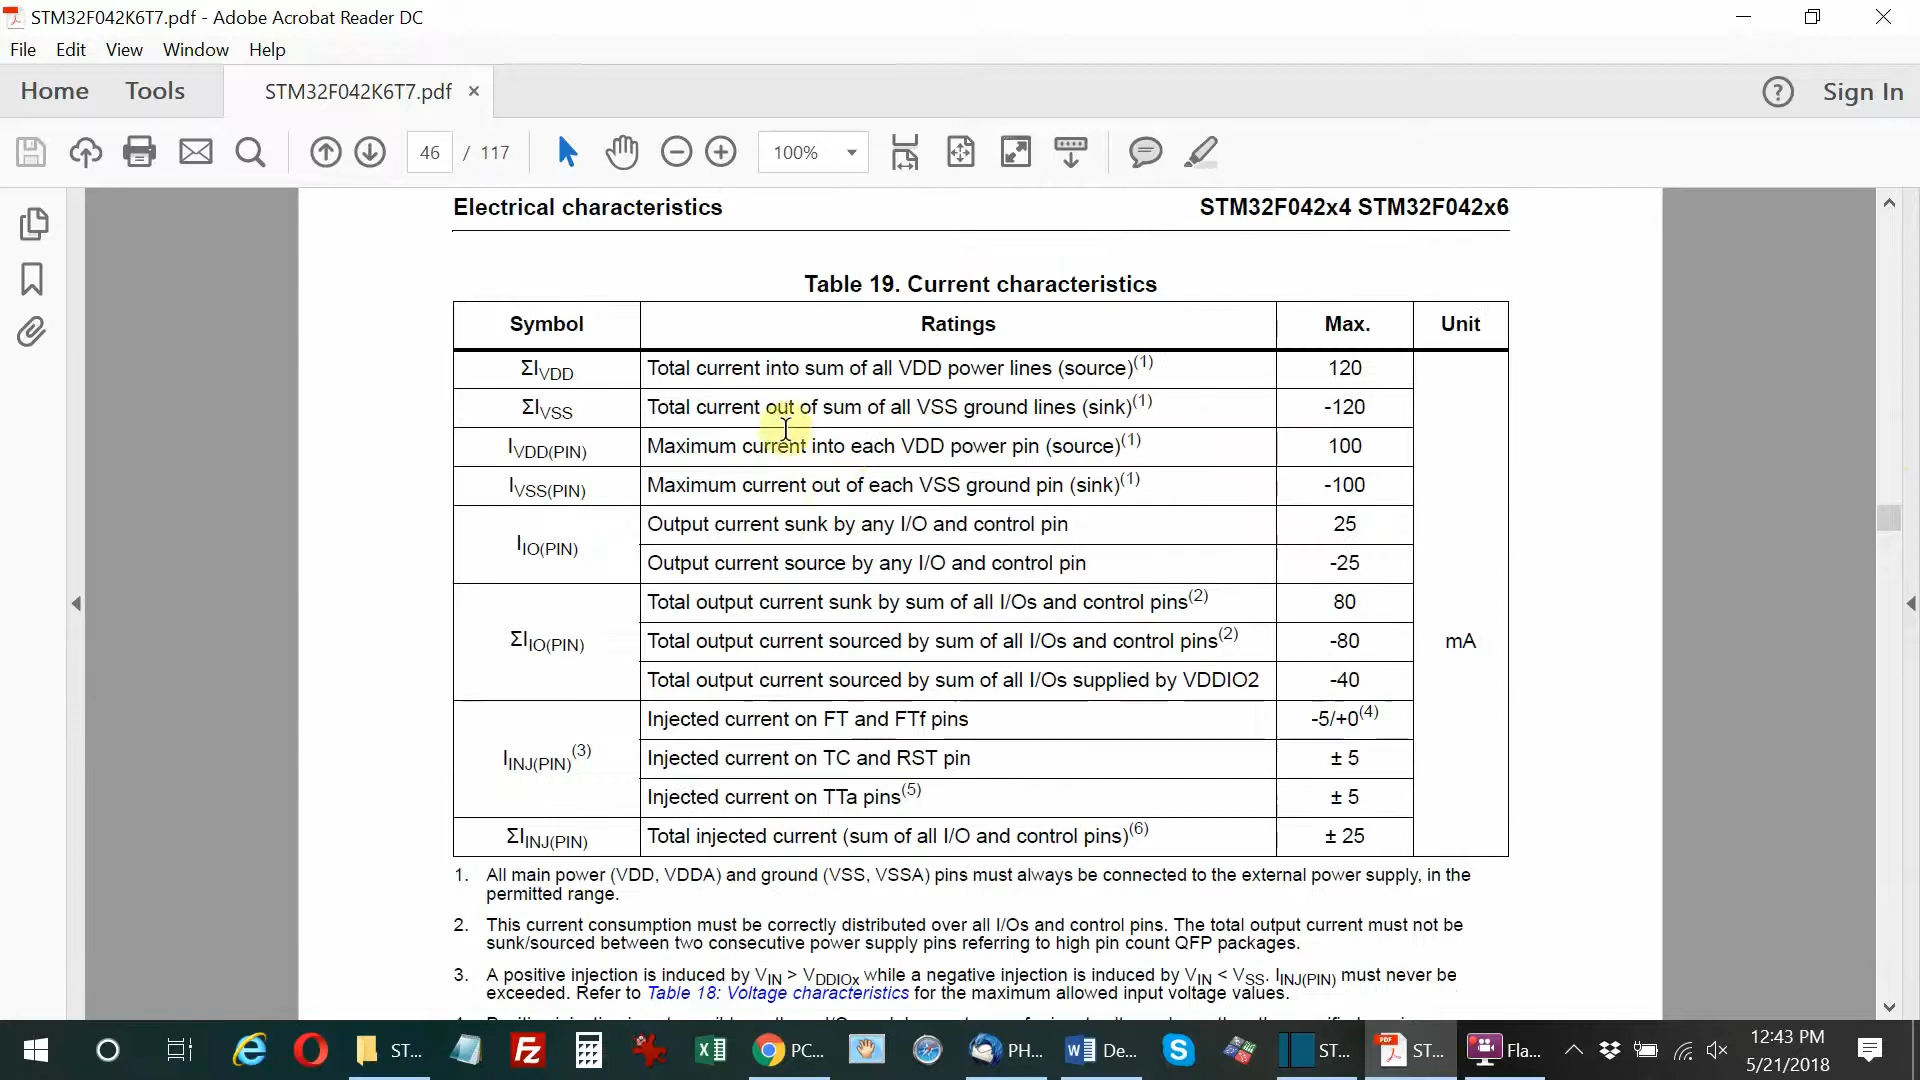 STM32F042K6T7.pdf - Adobe Acrobat Reader DC
File Edit View Window Help
Home Tools STM32F042K6T7.pdf × ? Sign In
46 / 117 100%
Electrical characteristics STM32F042x4 STM32F042x6
Table 19. Current characteristics
Symbol Ratings Max. Unit
ΣIVDD Total current into sum of all VDD power lines (source)(1) 120
ΣIVSS Total current out of sum of all VSS ground lines (sink)(1) -120
IVDD(PIN) Maximum current into each VDD power pin (source)(1) 100
IVSS(PIN) Maximum current out of each VSS ground pin (sink)(1) -100
IIO(PIN) Output current sunk by any I/O and control pin 25
Output current source by any I/O and control pin -25
ΣIIO(PIN) Total output current sunk by sum of all I/Os and control pins(2) 80
Total output current sourced by sum of all I/Os and control pins(2) -80 mA
Total output current sourced by sum of all I/Os supplied by VDDIO2 -40
IINJ(PIN)(3) Injected current on FT and FTf pins -5/+0(4)
Injected current on TC and RST pin ± 5
Injected current on TTa pins(5) ± 5
ΣIINJ(PIN) Total injected current (sum of all I/O and control pins)(6) ± 25
1. All main power (VDD, VDDA) and ground (VSS, VSSA) pins must always be connected to the external power supply, in the
permitted range.
2. This current consumption must be correctly distributed over all I/Os and control pins. The total output current must not be
sunk/sourced between two consecutive power supply pins referring to high pin count QFP packages.
3. A positive injection is induced by VIN > VDDIOx while a negative injection is induced by VIN < VSS. IINJ(PIN) must never be
exceeded. Refer to Table 18: Voltage characteristics for the maximum allowed input voltage values.
ST... PC... PH... De... ST... ST... Fla... 12:43 PM
5/21/2018